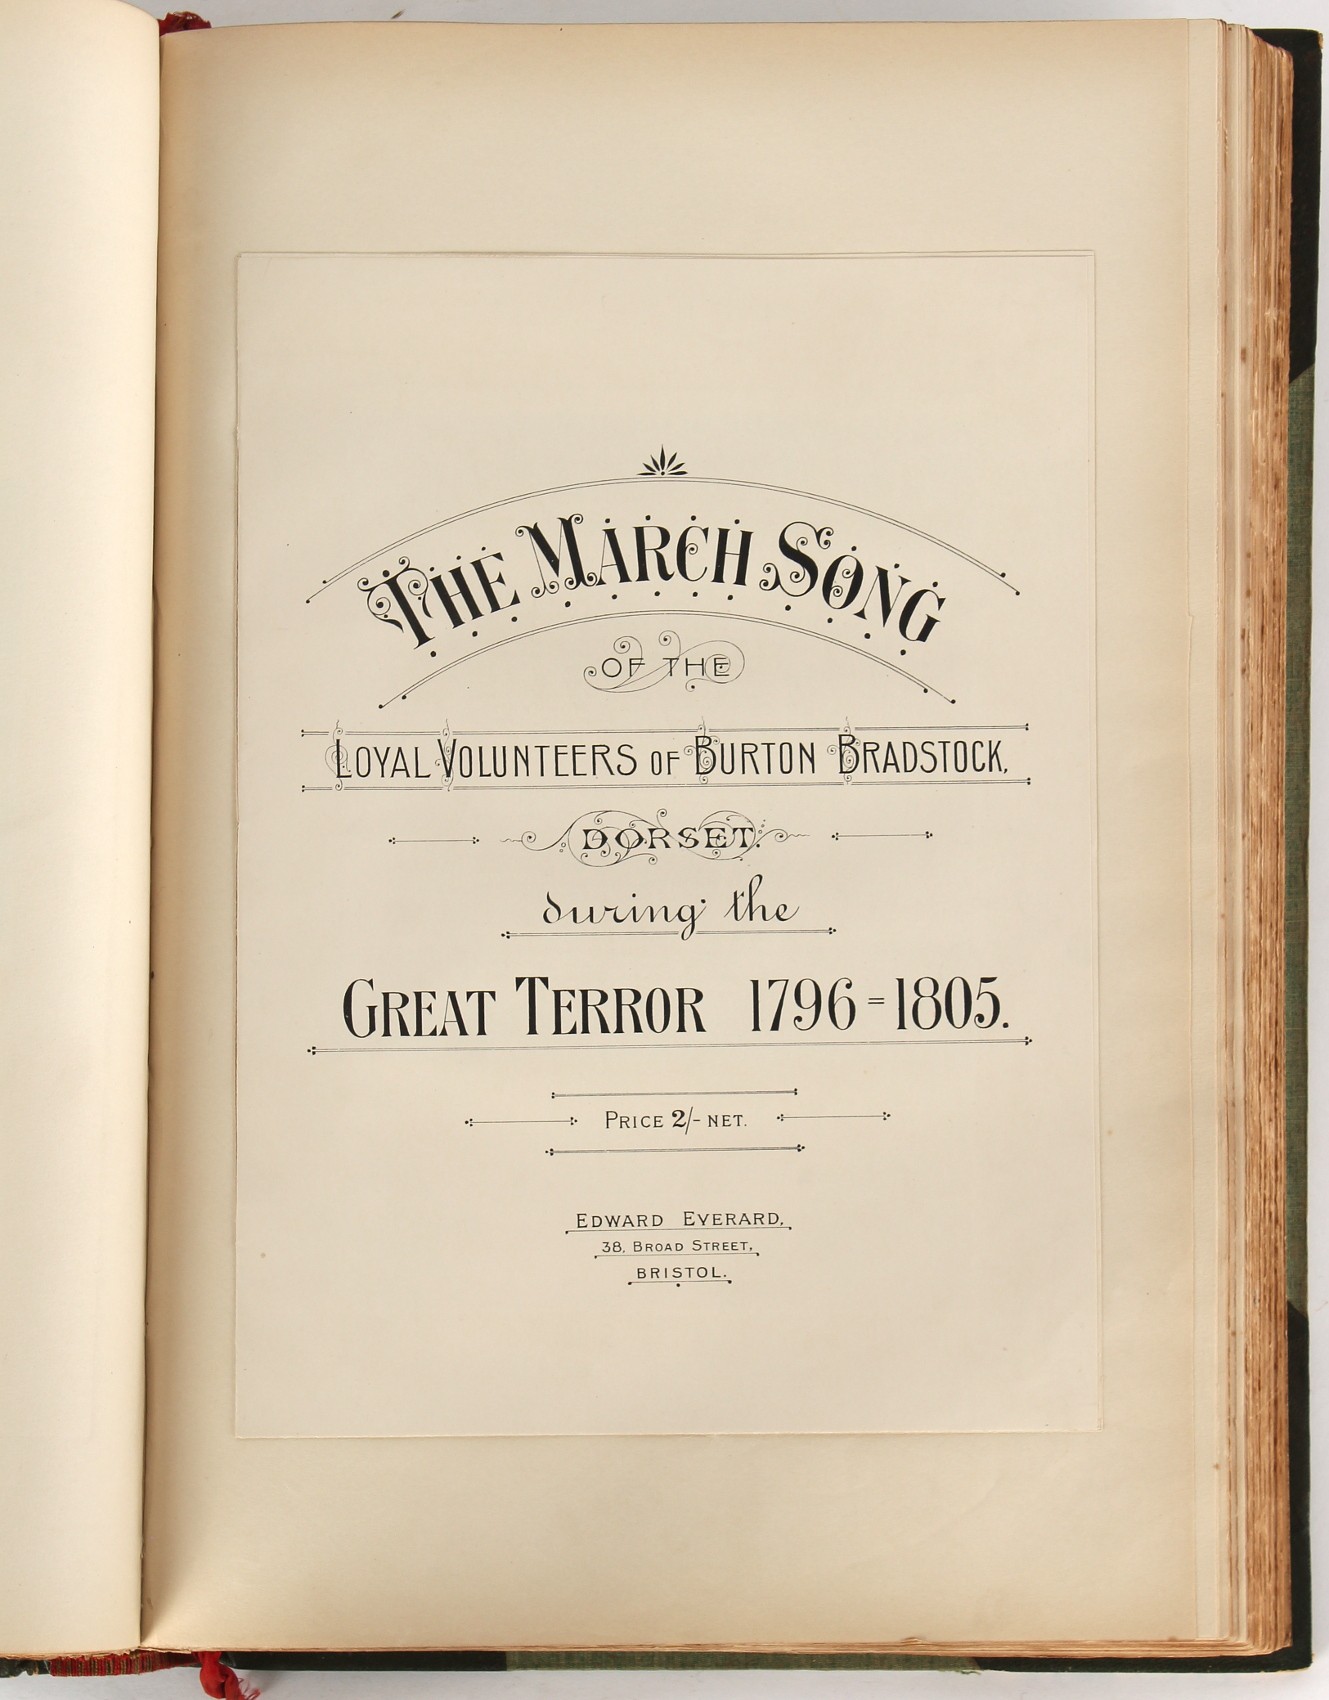 THE MARCH SONG
OF THE
LOYAL VOLUNTEERS OF BURTON BRADSTOCK,
DORSET.
during the
GREAT TERROR 1796=1805.
PRICE 2/- NET.
EDWARD EVERARD,
38, BROAD STREET,
BRISTOL.